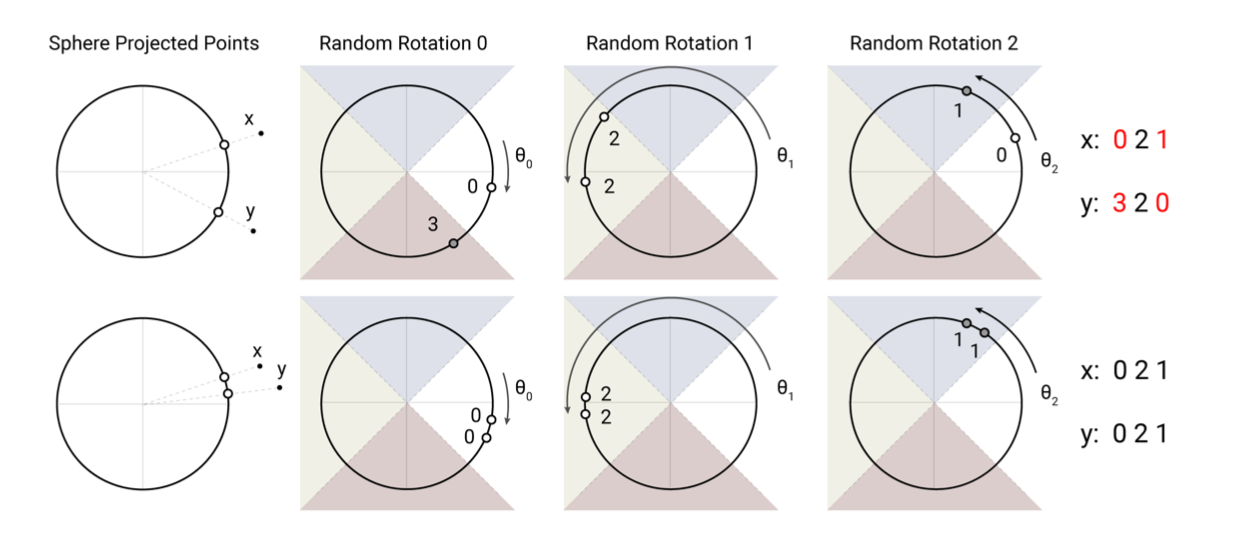 Sphere Projected Points
Random Rotation 0
Random Rotation 1
Random Rotation 2
x
y
0
3
θ0
2
2
θ1
1
0
θ2
x: 0 2 1
y: 3 2 0
x
y
0
0
θ0
2
2
θ1
1
1
θ2
x: 0 2 1
y: 0 2 1